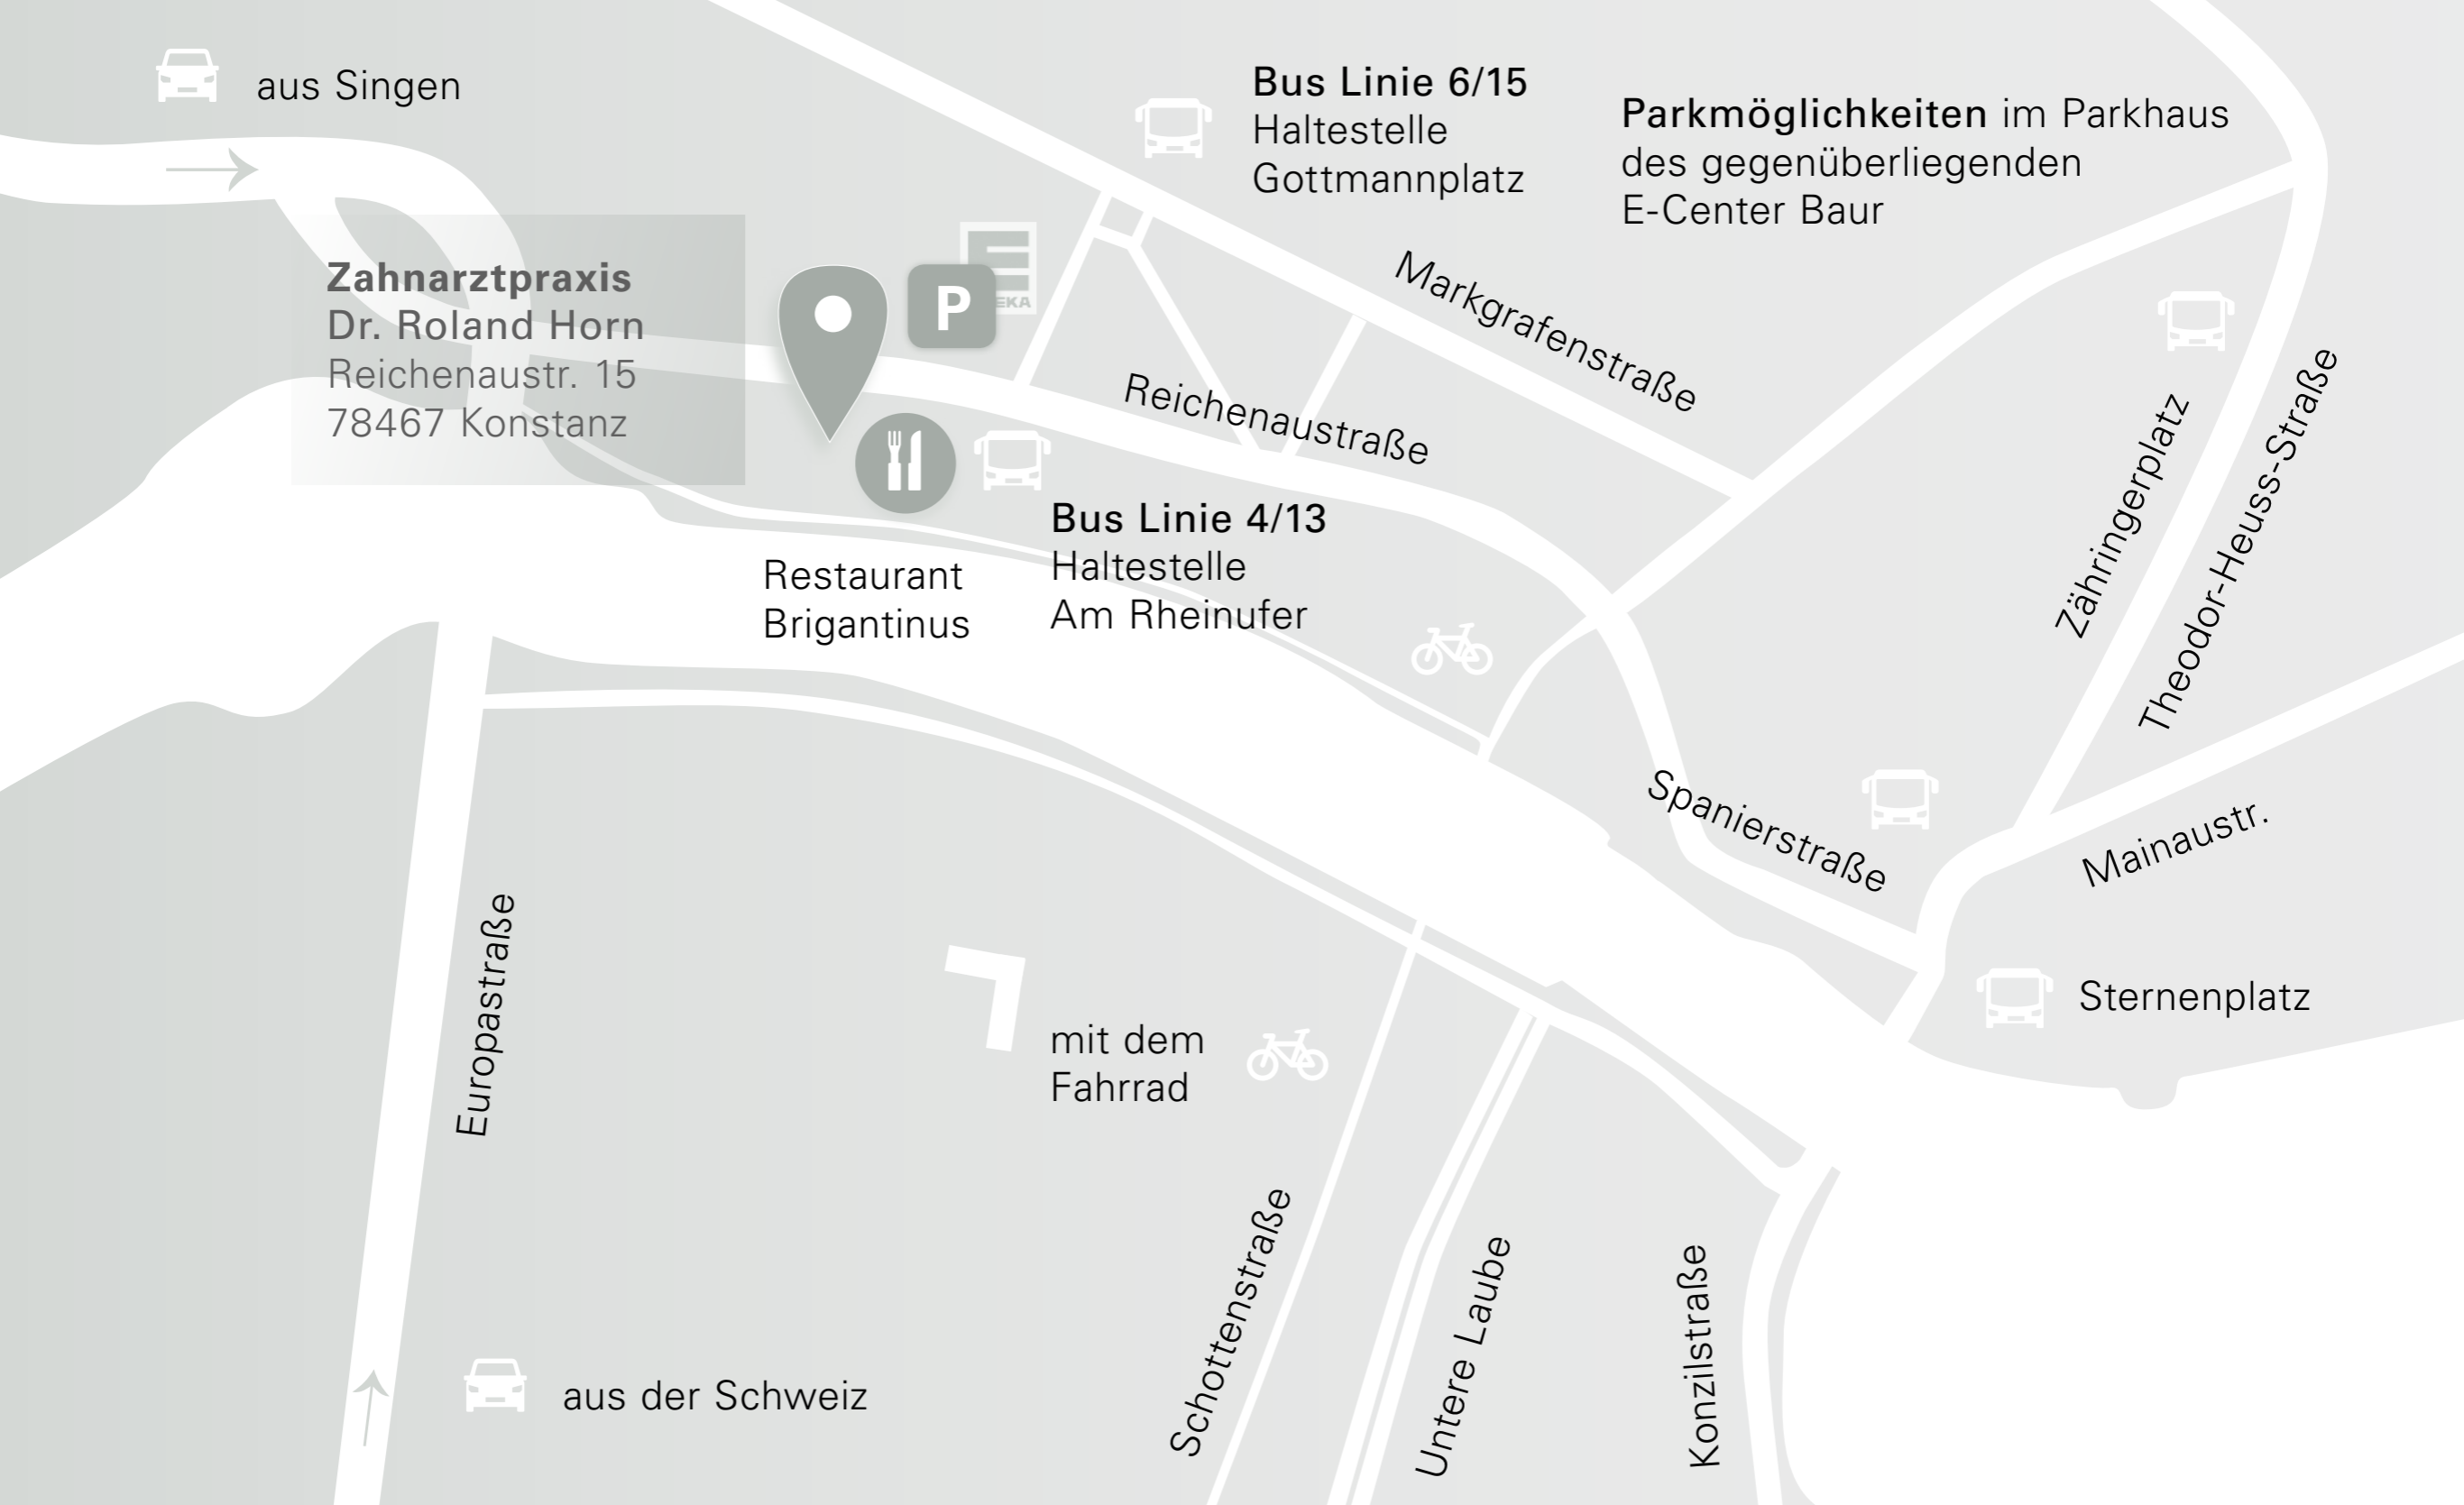 aus Singen
Bus Linie 6/15
Haltestelle
Gottmannplatz
Parkmöglichkeiten im Parkhaus
des gegenüberliegenden
E-Center Baur
Zahnarztpraxis
Dr. Roland Horn
Reichenaustr. 15
78467 Konstanz
P
EKA
Markgrafenstraße
Reichenaustraße
Zähringerplatz
Theodor-Heuss-Straße
Bus Linie 4/13
Haltestelle
Am Rheinufer
Restaurant
Brigantinus
Spanierstraße
Mainaustr.
Sternenplatz
Europastraße
mit dem
Fahrrad
Schottenstraße
Untere Laube
Konzilstraße
aus der Schweiz